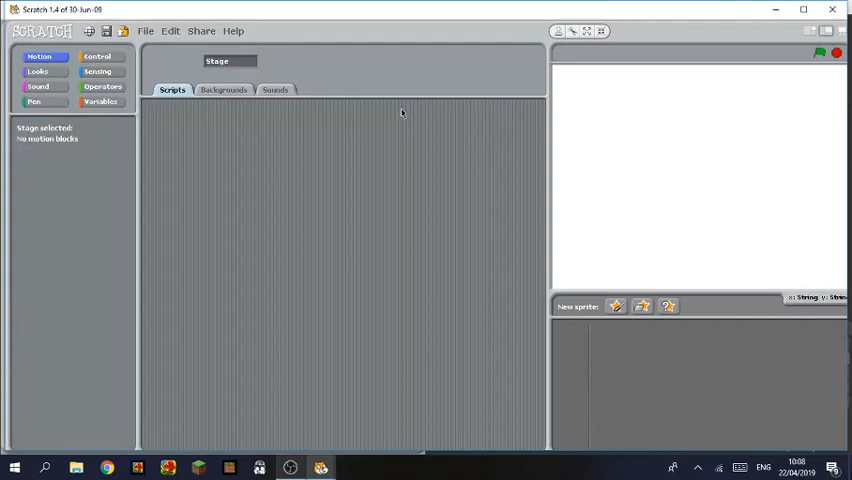 Scratch 1.4 of 30-Jun-09
SCRATCH File Edit Share Help
Motion Control
Looks Sensing
Sound Operators
Pen Variables
Stage
Scripts Backgrounds Sounds
Stage selected:
No motion blocks
New sprite:
x: String y:
ENG
10:08
22/04/2019